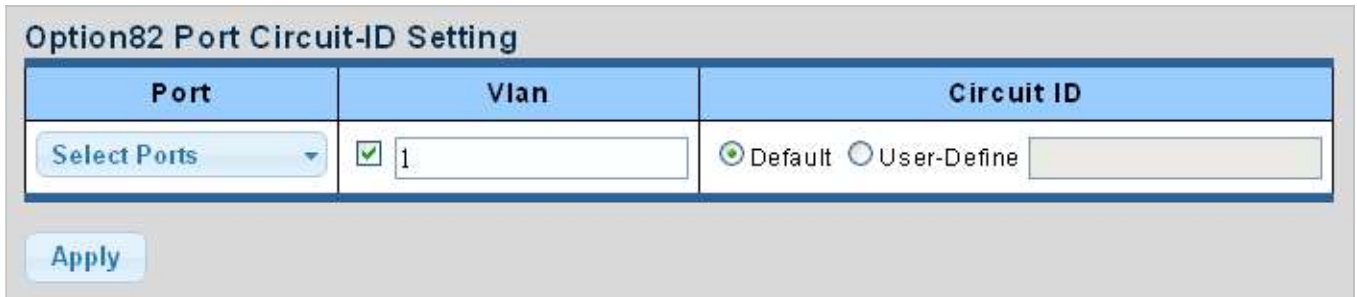 Option82 Port Circuit-ID Setting
Port Vlan Circuit ID
Select Ports 1 Default User-Define
Apply